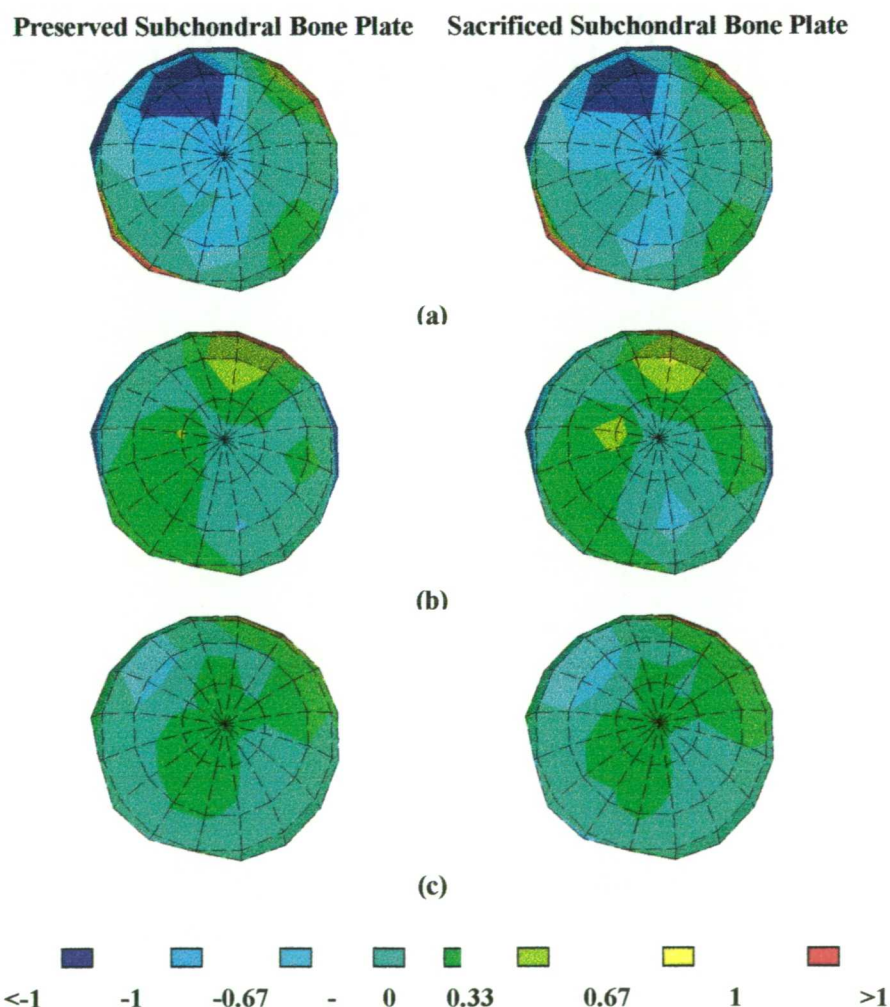 Preserved Subchondral Bone Plate Sacrificed Subchondral Bone Plate
(a)
(b)
(c)
<-1 -1 -0.67 - 0 0.33 0.67 1 >1